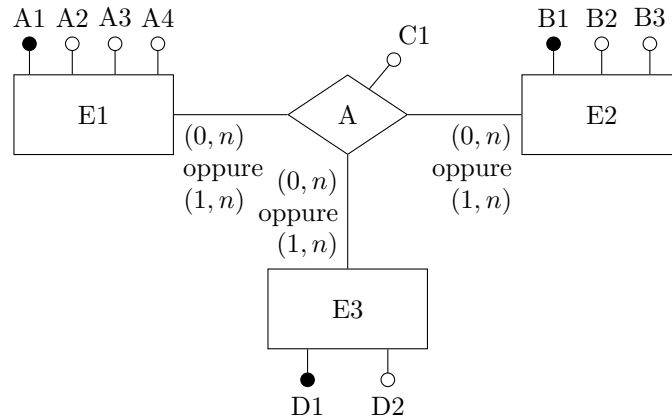 A1 A2 A3 A4
C1
B1 B2 B3
E1
A
E2
(0, n)
oppure
(1, n)
(0, n)
oppure
(1, n)
(0, n)
oppure
(1, n)
E3
D1 D2